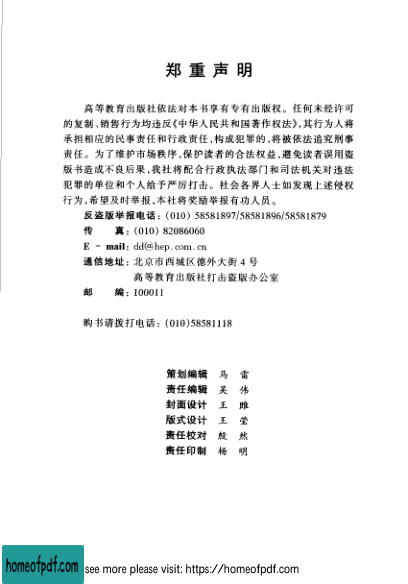 郑重声明
高等教育出版社依法对本书享有专有出版权。任何未经许可
的复制、销售行为均违反《中华人民共和国著作权法》,其行为人将
承担相应的民事责任和行政责任,构成犯罪的,将被依法追究刑事
责任。为了维护市场秩序,保护读者的合法权益,避免读者误用盗
版书造成不良后果,我社将配合行政执法部门和司法机关对违法
犯罪的单位和个人给予严厉打击。社会各界人士如发现上述侵权
行为,希望及时举报,本社将奖励举报有功人员。
反盗版举报电话:(010) 58581897/58581896/58581879
传 真:(010) 82086060
E - mail: dd@hep.com.cn
通信地址: 北京市西城区德外大街 4 号
高等教育出版社打击盗版办公室
邮 编:100011
购书请拨打电话:(010)58581118
策划编辑 马 雷
责任编辑 吴 伟
封面设计 王 雎
版式设计 王 莹
责任校对 殷 然
责任印制 杨 明
homeofpdf.com
see more please visit: https://homeofpdf.com